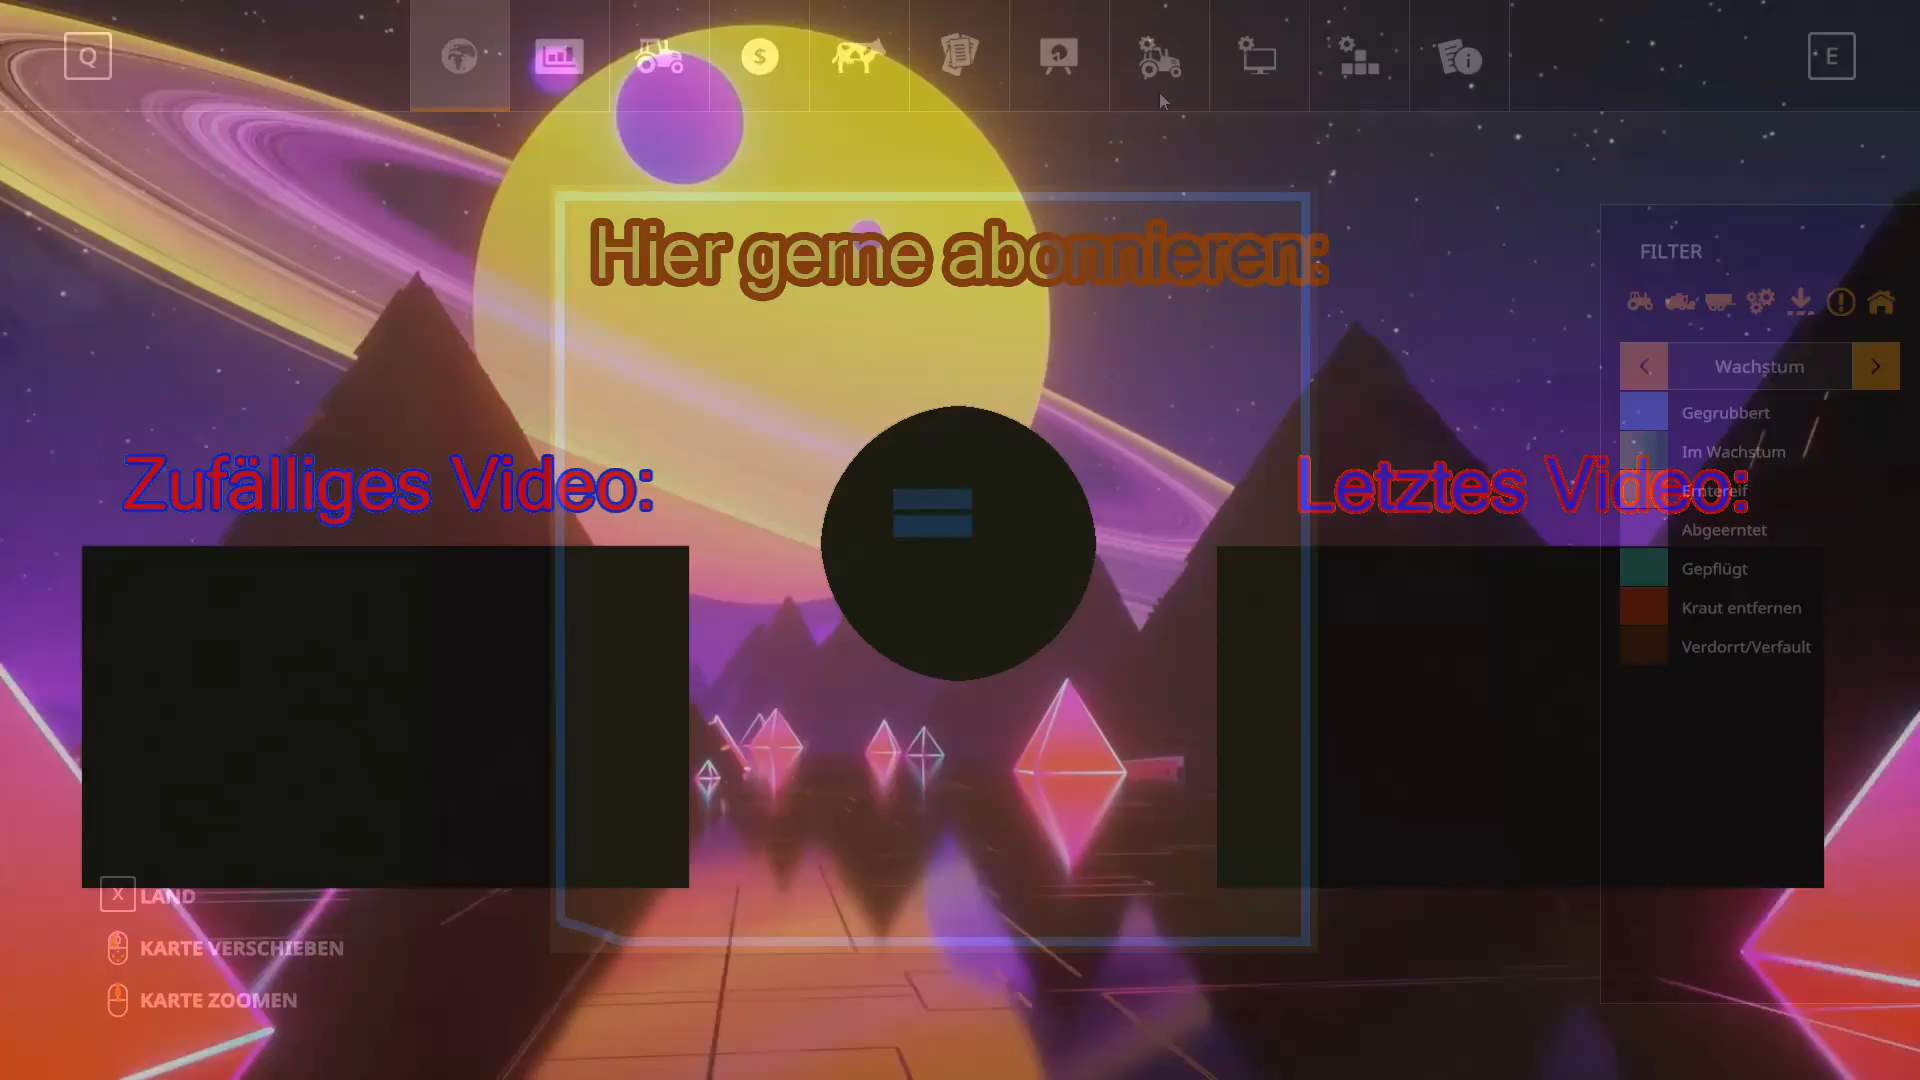 Q
E
Hier gerne abonnieren:
FILTER
Wachstum
Gegrubbert
Im Wachstum
Zufälliges Video:
Letztes Video:
Erntereif
Abgeerntet
Gepflügt
Kraut entfernen
Verdorrt/Verfault
X LAND
KARTE VERSCHIEBEN
KARTE ZOOMEN